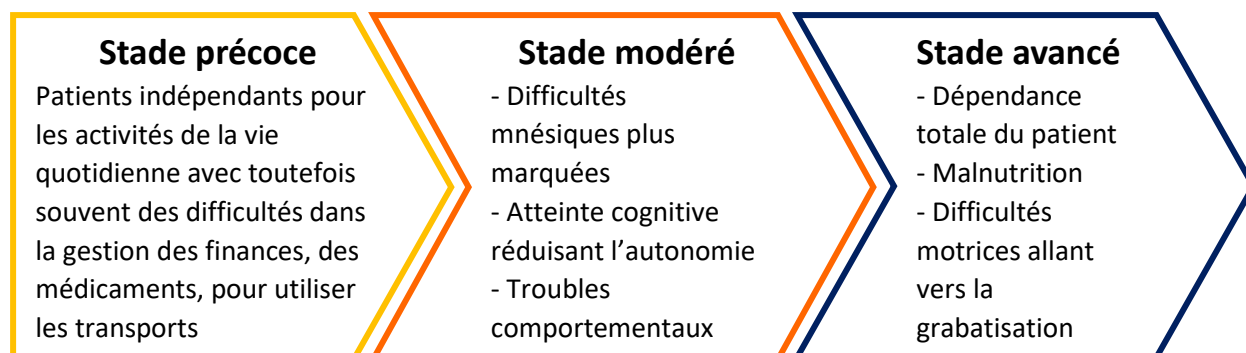 Stade précoce
Patients indépendants pour
les activités de la vie
quotidienne avec toutefois
souvent des difficultés dans
la gestion des finances, des
médicaments, pour utiliser
les transports
Stade modéré
- Difficultés
mnésiques plus
marquées
- Atteinte cognitive
réduisant l’autonomie
- Troubles
comportementaux
Stade avancé
- Dépendance
totale du patient
- Malnutrition
- Difficultés
motrices allant
vers la
grabatisation